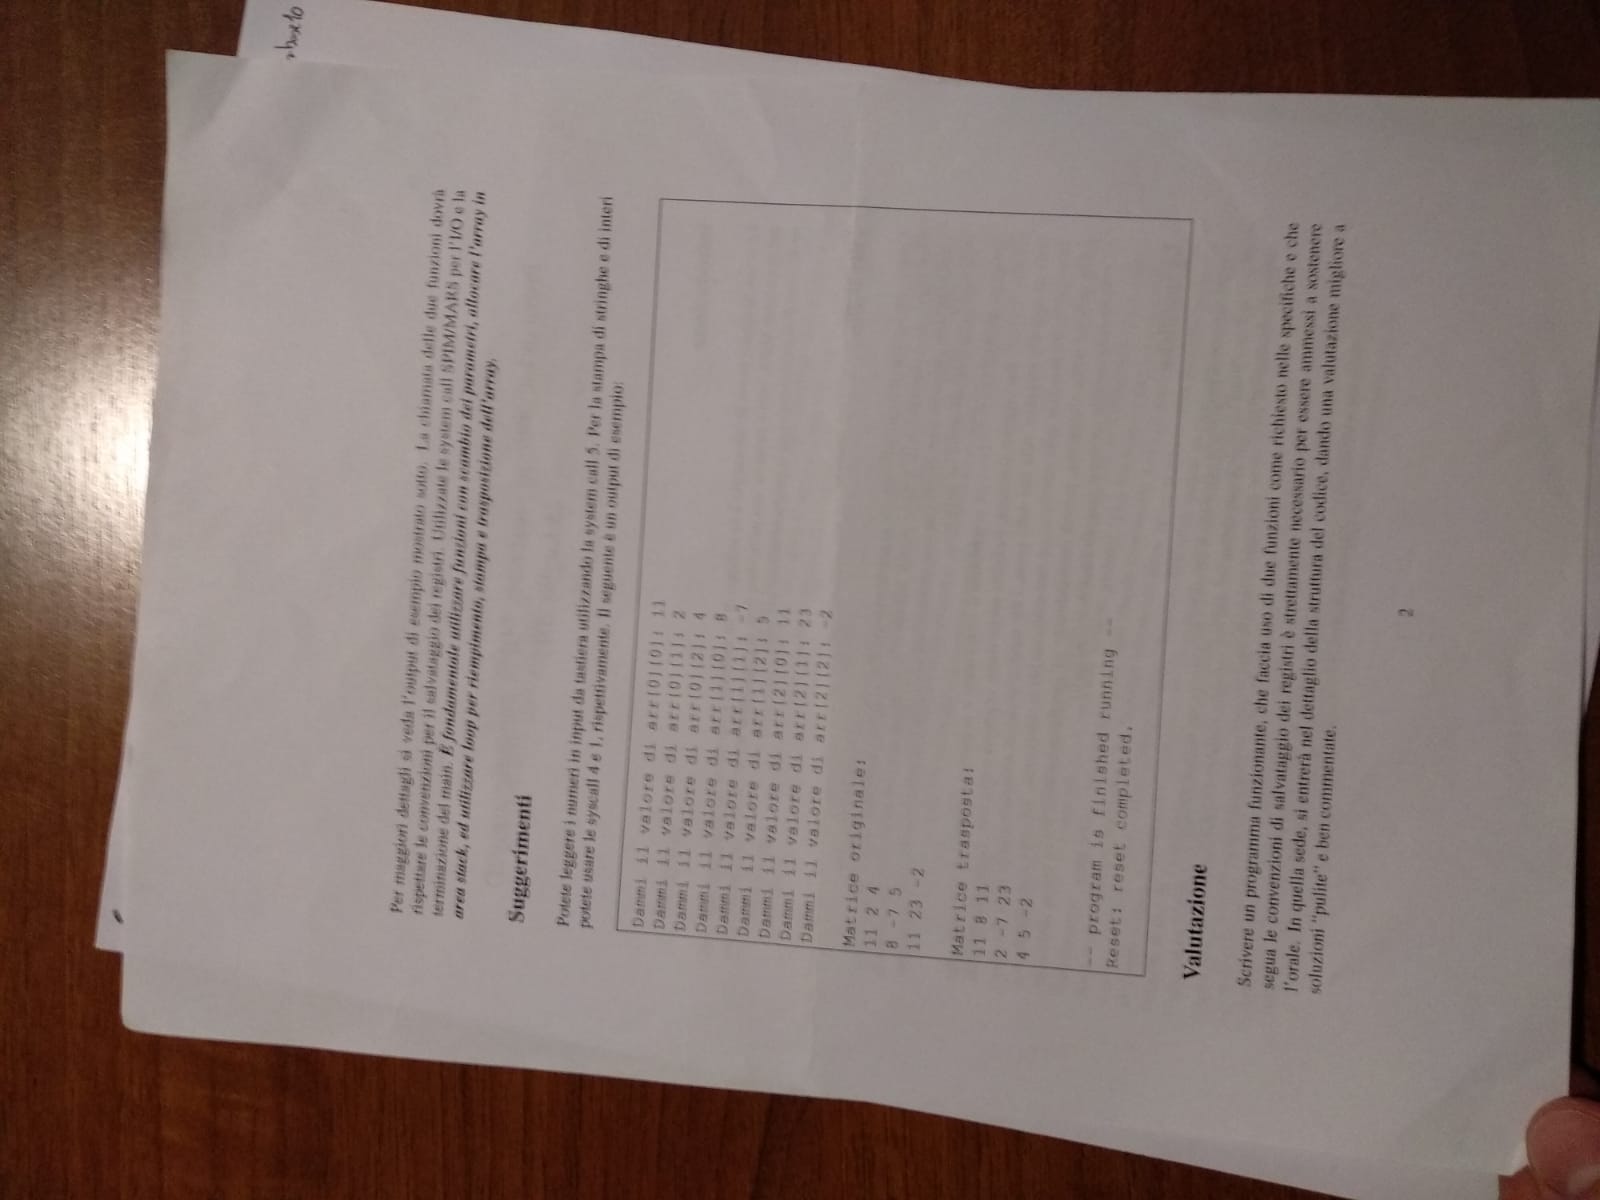 abase10
Per maggiori dettagli si veda l'output di esempio mostrato sotto. La chiamata delle due funzioni dovrà
rispettare le convenzioni per il salvataggio dei registri. Utilizzate le system call SPIM/MARS per l'I/O e la
terminazione del main. È fondamentale utilizzare funzioni con scambio dei parametri, allocare l'array in
area stack, ed utilizzare loop per riempimento, stampa e trasposizione dell'array.
Suggerimenti
Potete leggere i numeri in input da tastiera utilizzando la system call 5. Per la stampa di stringhe e di interi
potete usare le syscall 4 e 1, rispettivamente. Il seguente è un output di esempio:
Dammi il valore di arr[0][0]: 11
Dammi il valore di arr[0][1]: 2
Dammi il valore di arr[0][2]: 4
Dammi il valore di arr[1][0]: 8
Dammi il valore di arr[1][1]: -7
Dammi il valore di arr[1][2]: 5
Dammi il valore di arr[2][0]: 11
Dammi il valore di arr[2][1]: 23
Dammi il valore di arr[2][2]: -2
Matrice originale:
11 2 4
8 -7 5
11 23 -2
Matrice trasposta:
11 8 11
2 -7 23
4 5 -2
-- program is finished running --
Reset: reset completed.
Valutazione
Scrivere un programma funzionante, che faccia uso di due funzioni come richiesto nelle specifiche e che
segua le convenzioni di salvataggio dei registri è strettamente necessario per essere ammessi a sostenere
l'orale. In quella sede, si entrerà nel dettaglio della struttura del codice, dando una valutazione migliore a
soluzioni "pulite" e ben commentate.
2